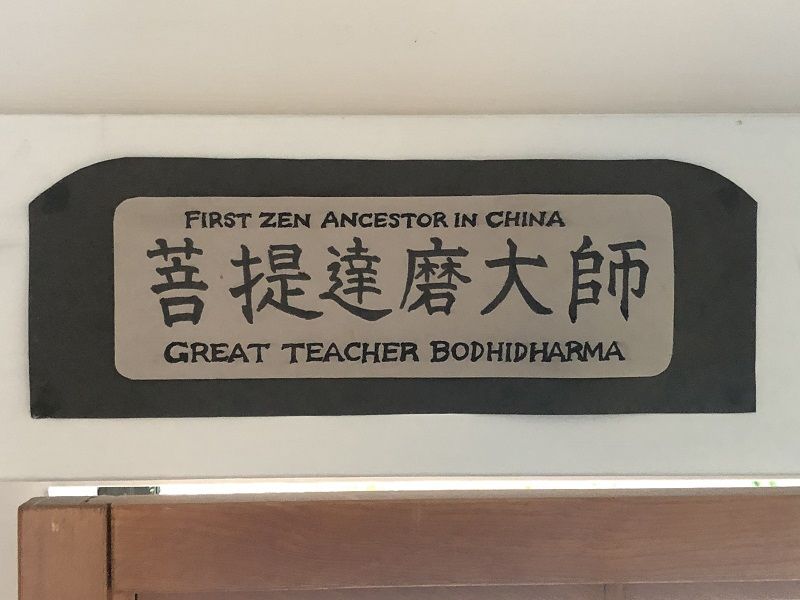 FIRST ZEN ANCESTOR IN CHINA
菩提達磨大師
GREAT TEACHER BODHIDHARMA